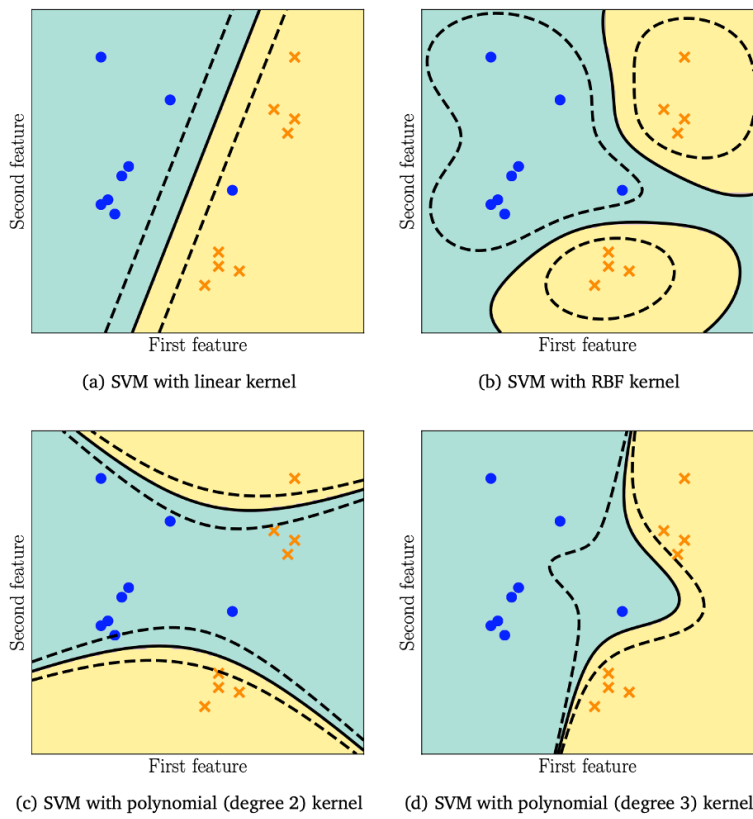 Second feature
First feature
(a) SVM with linear kernel
Second feature
First feature
(b) SVM with RBF kernel
Second feature
First feature
(c) SVM with polynomial (degree 2) kernel
Second feature
First feature
(d) SVM with polynomial (degree 3) kernel